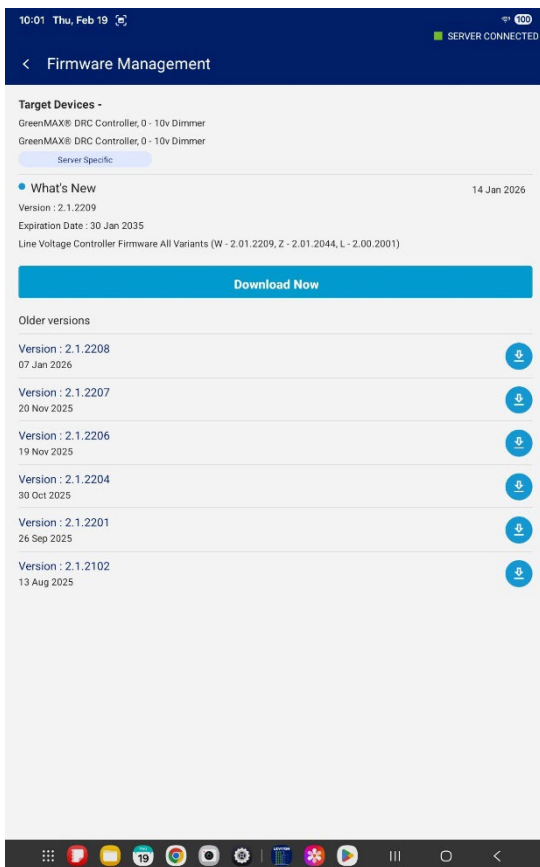 10:01 Thu, Feb 19
100
SERVER CONNECTED
Firmware Management
Target Devices -
GreenMAX® DRC Controller, 0 - 10v Dimmer
GreenMAX® DRC Controller, 0 - 10v Dimmer
Server Specific
What's New
14 Jan 2026
Version : 2.1.2209
Expiration Date : 30 Jan 2035
Line Voltage Controller Firmware All Variants (W - 2.01.2209, Z - 2.01.2044, L - 2.00.2001)
Download Now
Older versions
Version : 2.1.2208
07 Jan 2026
Version : 2.1.2207
20 Nov 2025
Version : 2.1.2206
19 Nov 2025
Version : 2.1.2204
30 Oct 2025
Version : 2.1.2201
26 Sep 2025
Version : 2.1.2102
13 Aug 2025
19
LEVITON